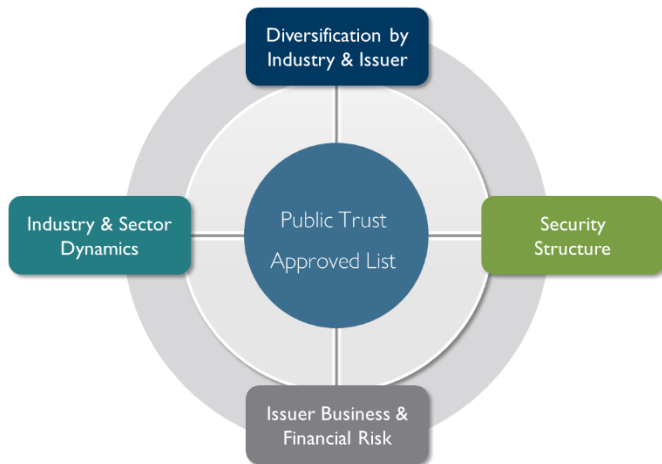 Diversification by
Industry & Issuer
Industry & Sector
Dynamics
Public Trust
Approved List
Security
Structure
Issuer Business &
Financial Risk